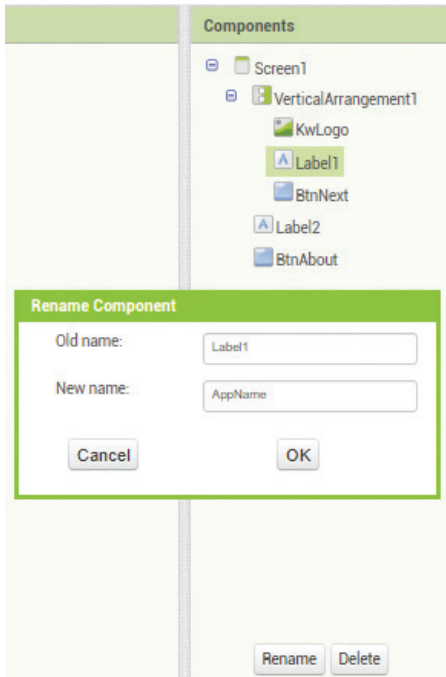 Components
Screen1
VerticalArrangement1
KwLogo
A Label1
BtnNext
A Label2
BtnAbout
Rename Component
Old name:
Label1
New name:
AppName
Cancel
OK
Rename
Delete